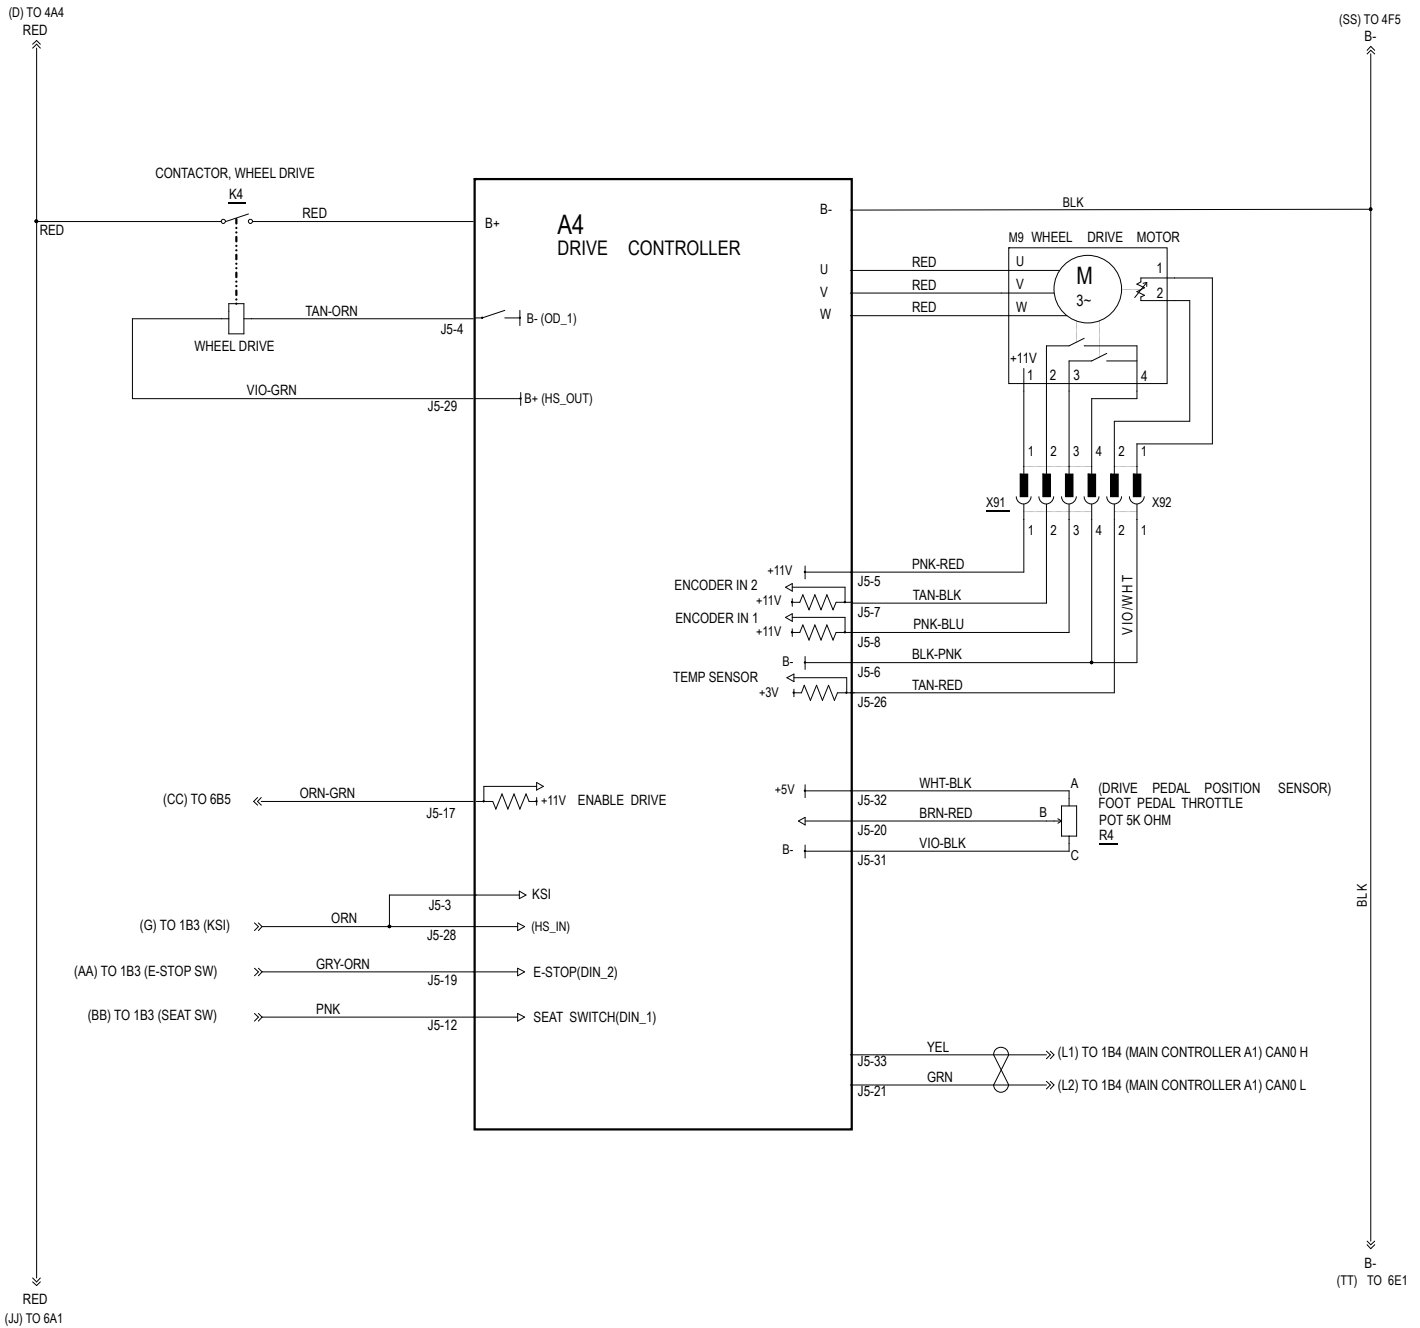 (D) TO 4A4
RED
(SS) TO 4F5
B-
CONTACTOR, WHEEL DRIVE
K4
RED
RED
B+
A4
DRIVE CONTROLLER
B-
BLK
M9 WHEEL DRIVE MOTOR
U
RED
U
V
RED
V
W
RED
W
M
3~
1
2
TAN-ORN
J5-4
B- (OD_1)
WHEEL DRIVE
+11V
1
2
3
4
VIO-GRN
J5-29
B+ (HS_OUT)
1
2
3
4
2
1
X91
X92
1
2
3
4
2
1
+11V
PNK-RED
J5-5
ENCODER IN 2
+11V
TAN-BLK
J5-7
ENCODER IN 1
+11V
PNK-BLU
J5-8
VIO/WHT
B-
BLK-PNK
J5-6
TEMP SENSOR
+3V
TAN-RED
J5-26
(CC) TO 6B5
ORN-GRN
J5-17
+11V ENABLE DRIVE
+5V
WHT-BLK
J5-32
A
(DRIVE PEDAL POSITION SENSOR)
FOOT PEDAL THROTTLE
POT 5K OHM
R4
BRN-RED
J5-20
B
B-
VIO-BLK
J5-31
C
BLK
J5-3
KSI
(G) TO 1B3 (KSI)
ORN
J5-28
(HS_IN)
(AA) TO 1B3 (E-STOP SW)
GRY-ORN
J5-19
E-STOP(DIN_2)
(BB) TO 1B3 (SEAT SW)
PNK
J5-12
SEAT SWITCH(DIN_1)
YEL
J5-33
(L1) TO 1B4 (MAIN CONTROLLER A1) CAN0 H
GRN
J5-21
(L2) TO 1B4 (MAIN CONTROLLER A1) CAN0 L
RED
(JJ) TO 6A1
B-
(TT) TO 6E1